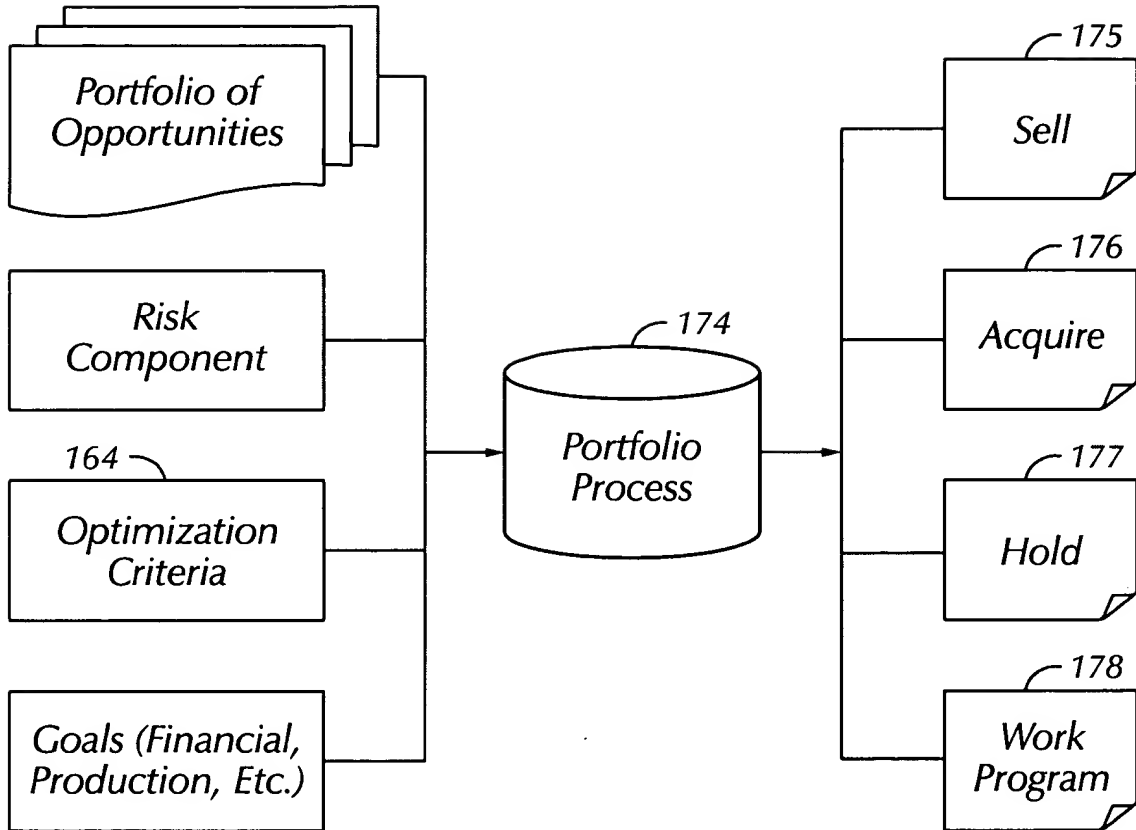 Portfolio of
Opportunities
Risk
Component
164
Optimization
Criteria
Goals (Financial,
Production, Etc.)
174
Portfolio
Process
175
Sell
176
Acquire
177
Hold
178
Work
Program